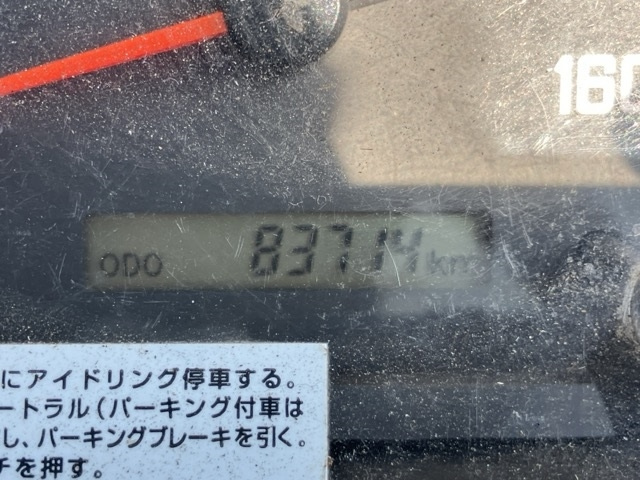 160
ODO 83714 km
にアイドリング停車する。
ートラル(パーキング付車は
し、パーキングブレーキを引く。
チを押す。